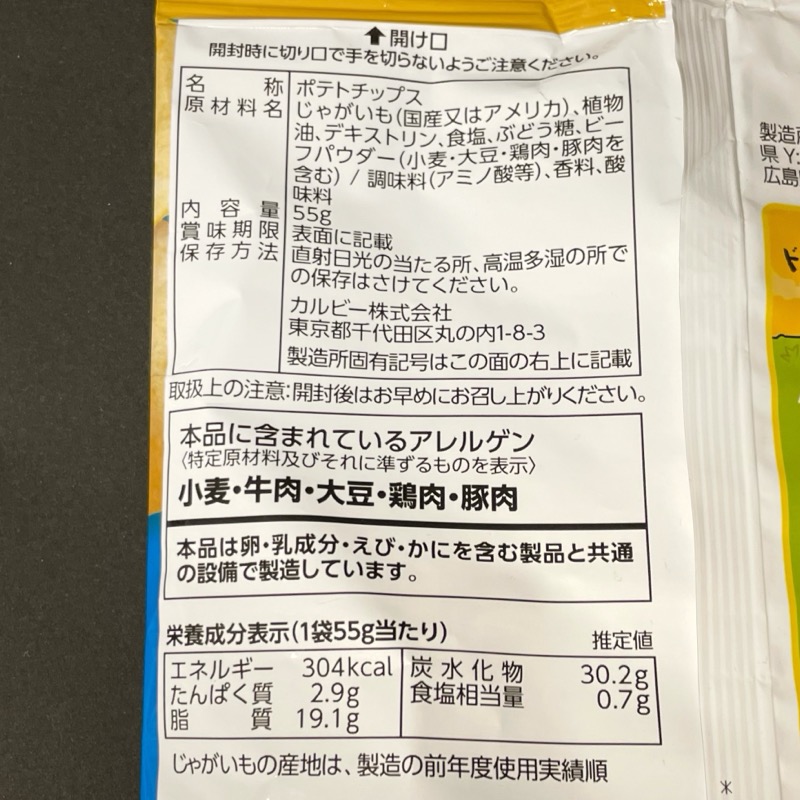 開け口
開封時に切り口で手を切らないようご注意ください。
名称 ポテトチップス
原材料名 じゃがいも(国産又はアメリカ)、植物
油、デキストリン、食塩、ぶどう糖、ビー
フパウダー(小麦・大豆・鶏肉・豚肉を
含む) / 調味料(アミノ酸等)、香料、酸
味料
内容量 55g
賞味期限 表面に記載
保存方法 直射日光の当たる所、高温多湿の所で
の保存はさけてください。
カルビー株式会社
東京都千代田区丸の内1-8-3
製造所固有記号はこの面の右上に記載
取扱上の注意:開封後はお早めにお召し上がりください。
本品に含まれているアレルゲン
〈特定原材料及びそれに準ずるものを表示〉
小麦・牛肉・大豆・鶏肉・豚肉
本品は卵・乳成分・えび・かにを含む製品と共通
の設備で製造しています。
栄養成分表示(1袋55g当たり) 推定値
エネルギー 304kcal 炭水化物 30.2g
たんぱく質 2.9g 食塩相当量 0.7g
脂質 19.1g
じゃがいもの産地は、製造の前年度使用実績順
製造
県 Y:
広島